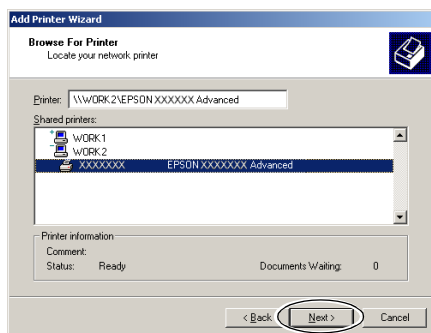 Add Printer Wizard
Browse For Printer
Locate your network printer
Printer: \\WORK2\EPSON XXXXXX Advanced
Shared printers:
WORK1
WORK2
XXXXXXX EPSON XXXXXXX Advanced
Printer information
Comment:
Status: Ready Documents Waiting: 0
< Back Next > Cancel